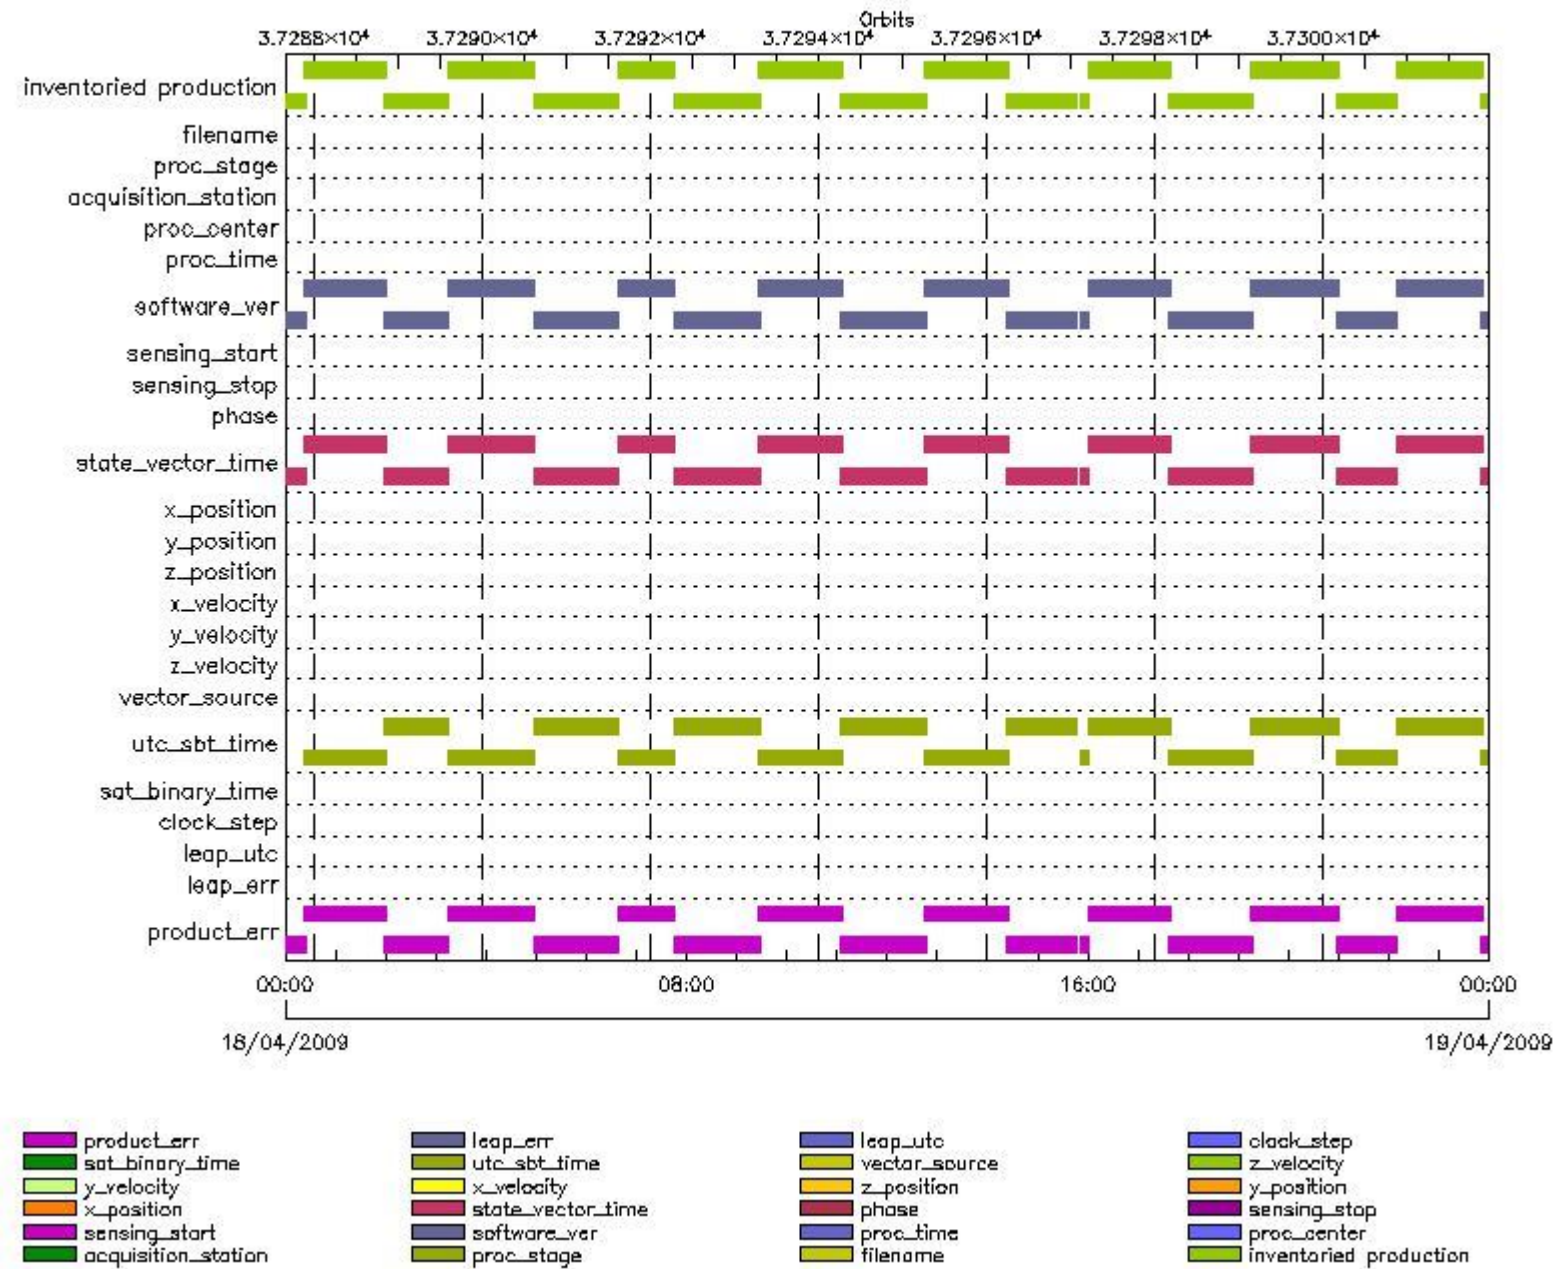 Orbits
3.7288×10⁴ 3.7290×10⁴ 3.7292×10⁴ 3.7294×10⁴ 3.7296×10⁴ 3.7298×10⁴ 3.7300×10⁴
inventoried production
filename
proc_stage
acquisition_station
proc_center
proc_time
software_ver
sensing_start
sensing_stop
phase
state_vector_time
x_position
y_position
z_position
x_velocity
y_velocity
z_velocity
vector_source
utc_sbt_time
sat_binary_time
clock_step
leap_utc
leap_err
product_err
00:00 08:00 16:00 00:00
18/04/2009 19/04/2009
product_err leap_err leap_utc clock_step
sat_binary_time utc_sbt_time vector_source z_velocity
y_velocity x_velocity z_position y_position
x_position state_vector_time phase sensing_stop
sensing_start software_ver proc_time proc_center
acquisition_station proc_stage filename inventoried production